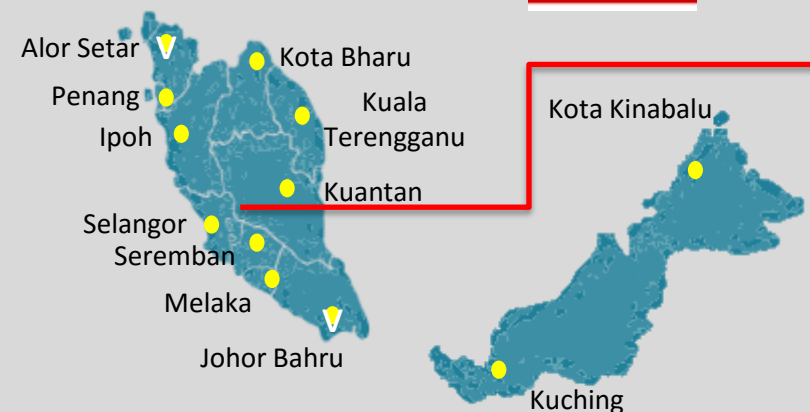 Alor Setar
V
Kota Bharu
Penang
Kuala
Terengganu
Ipoh
Kota Kinabalu
Kuantan
Selangor
Seremban
Melaka
V
Johor Bahru
Kuching